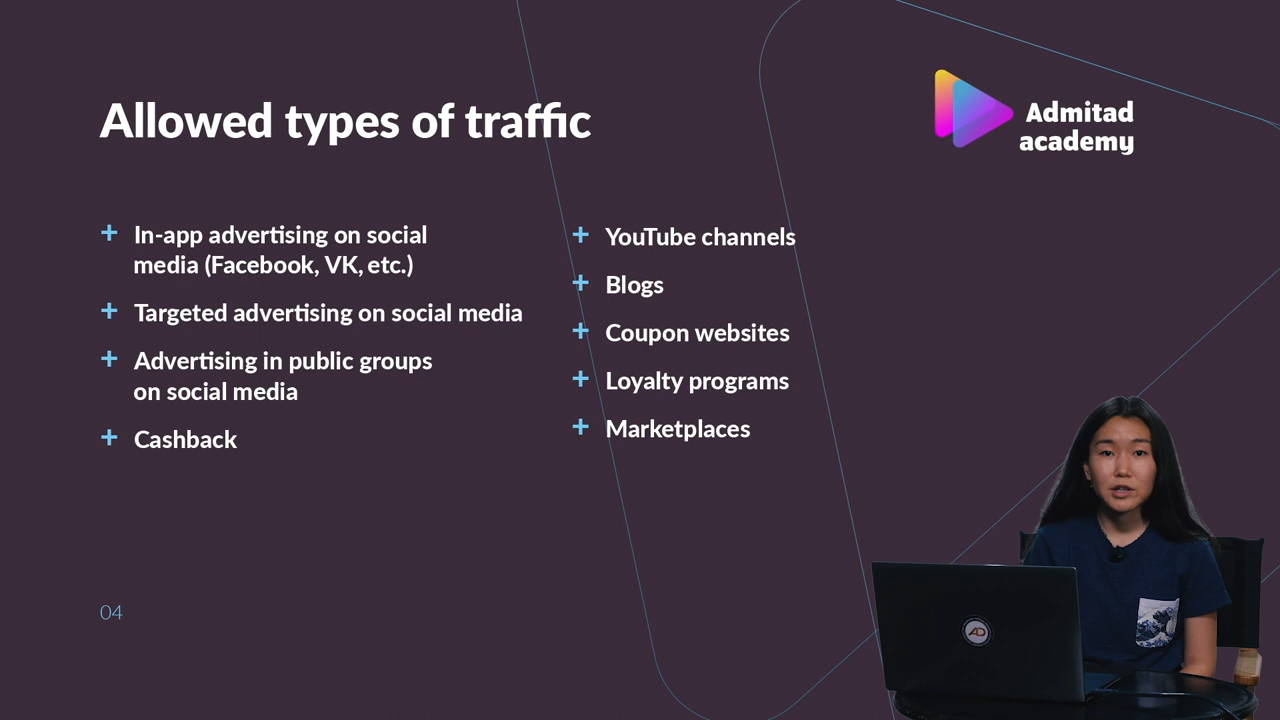 Allowed types of traffic
Admitad
academy
+ In-app advertising on social
media (Facebook, VK, etc.)
+ Targeted advertising on social media
+ Advertising in public groups
on social media
+ Cashback
+ YouTube channels
+ Blogs
+ Coupon websites
+ Loyalty programs
+ Marketplaces
04
AD